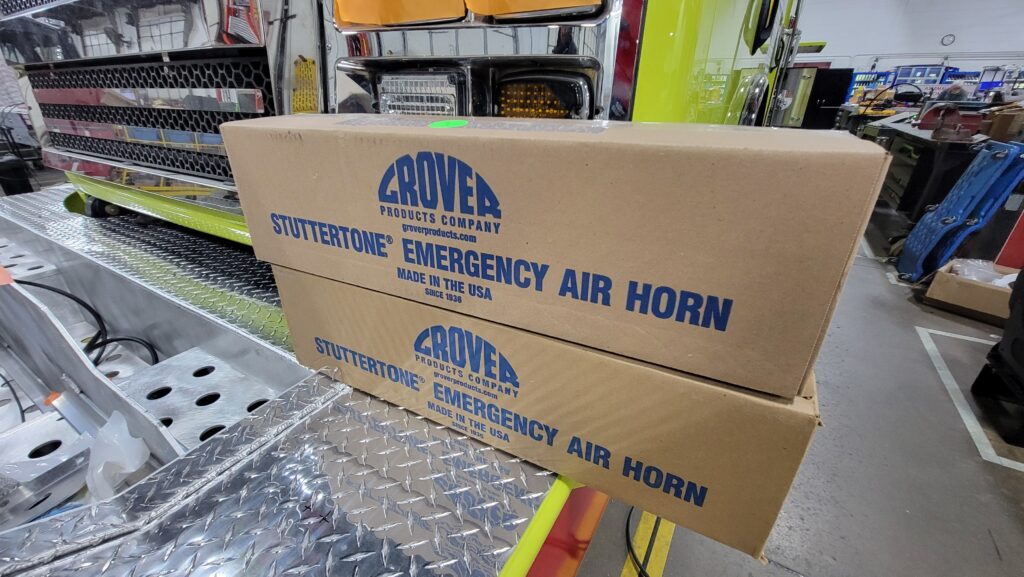 GROVER
PRODUCTS COMPANY
groverproducts.com
STUTTERTONE® EMERGENCY AIR HORN
MADE IN THE USA
SINCE 1936
GROVER
PRODUCTS COMPANY
groverproducts.com
STUTTERTONE® EMERGENCY AIR HORN
MADE IN THE USA
SINCE 1936